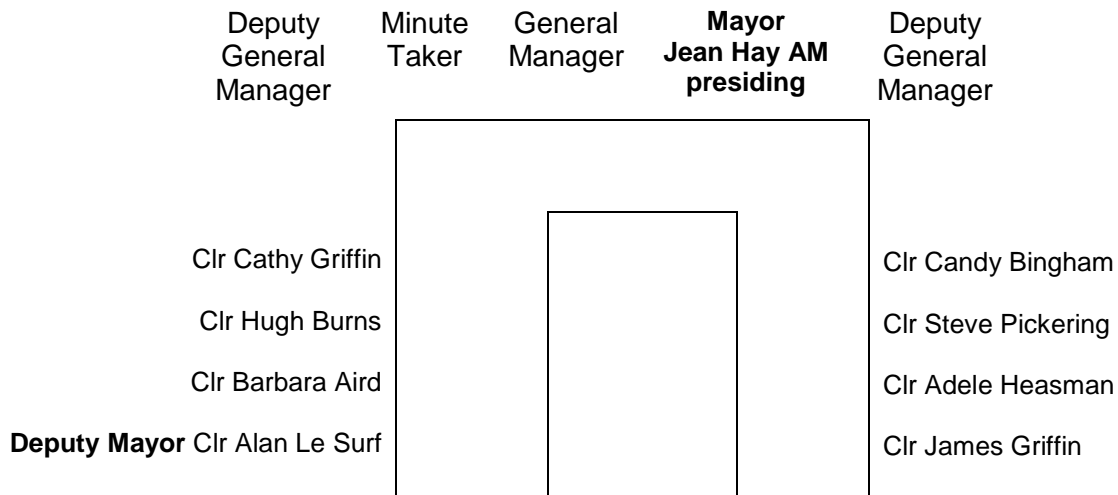 Deputy General Manager
Minute Taker
General Manager
Mayor Jean Hay AM presiding
Deputy General Manager
Clr Cathy Griffin
Clr Candy Bingham
Clr Hugh Burns
Clr Steve Pickering
Clr Barbara Aird
Clr Adele Heasman
Deputy Mayor Clr Alan Le Surf
Clr James Griffin